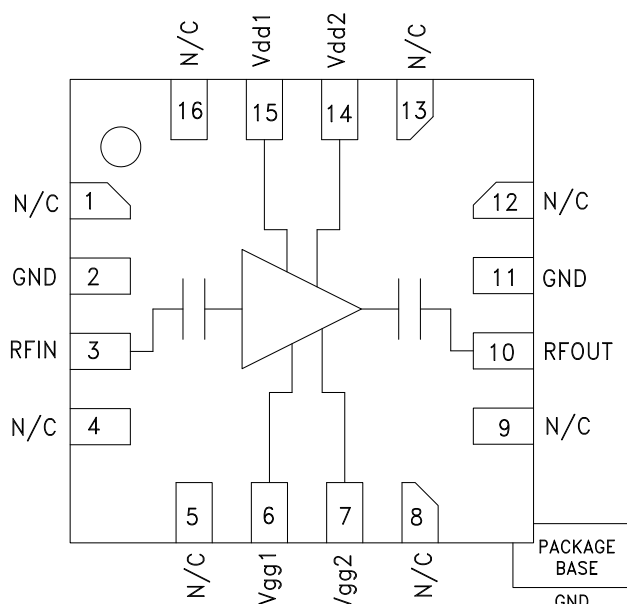 N/C
Vdd1
Vdd2
N/C
16
15
14
13
N/C 1
12 N/C
GND 2
11 GND
RFIN 3
10 RFOUT
N/C 4
9 N/C
5
6
7
8
N/C
Vgg1
Vgg2
N/C
PACKAGE
BASE
GND